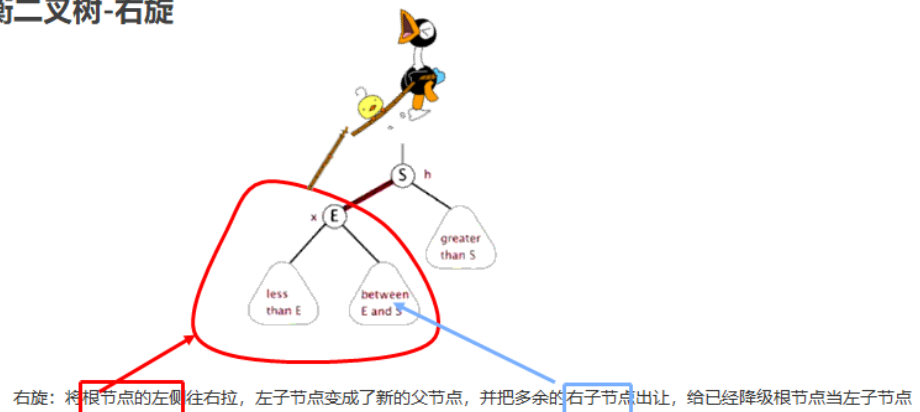 衡二叉树-右旋
S
h
x
E
greater
than S
less
than E
between
E and S
右旋：将根节点的左侧往右拉，左子节点变成了新的父节点，并把多余的右子节点出让，给已经降级根节点当左子节点